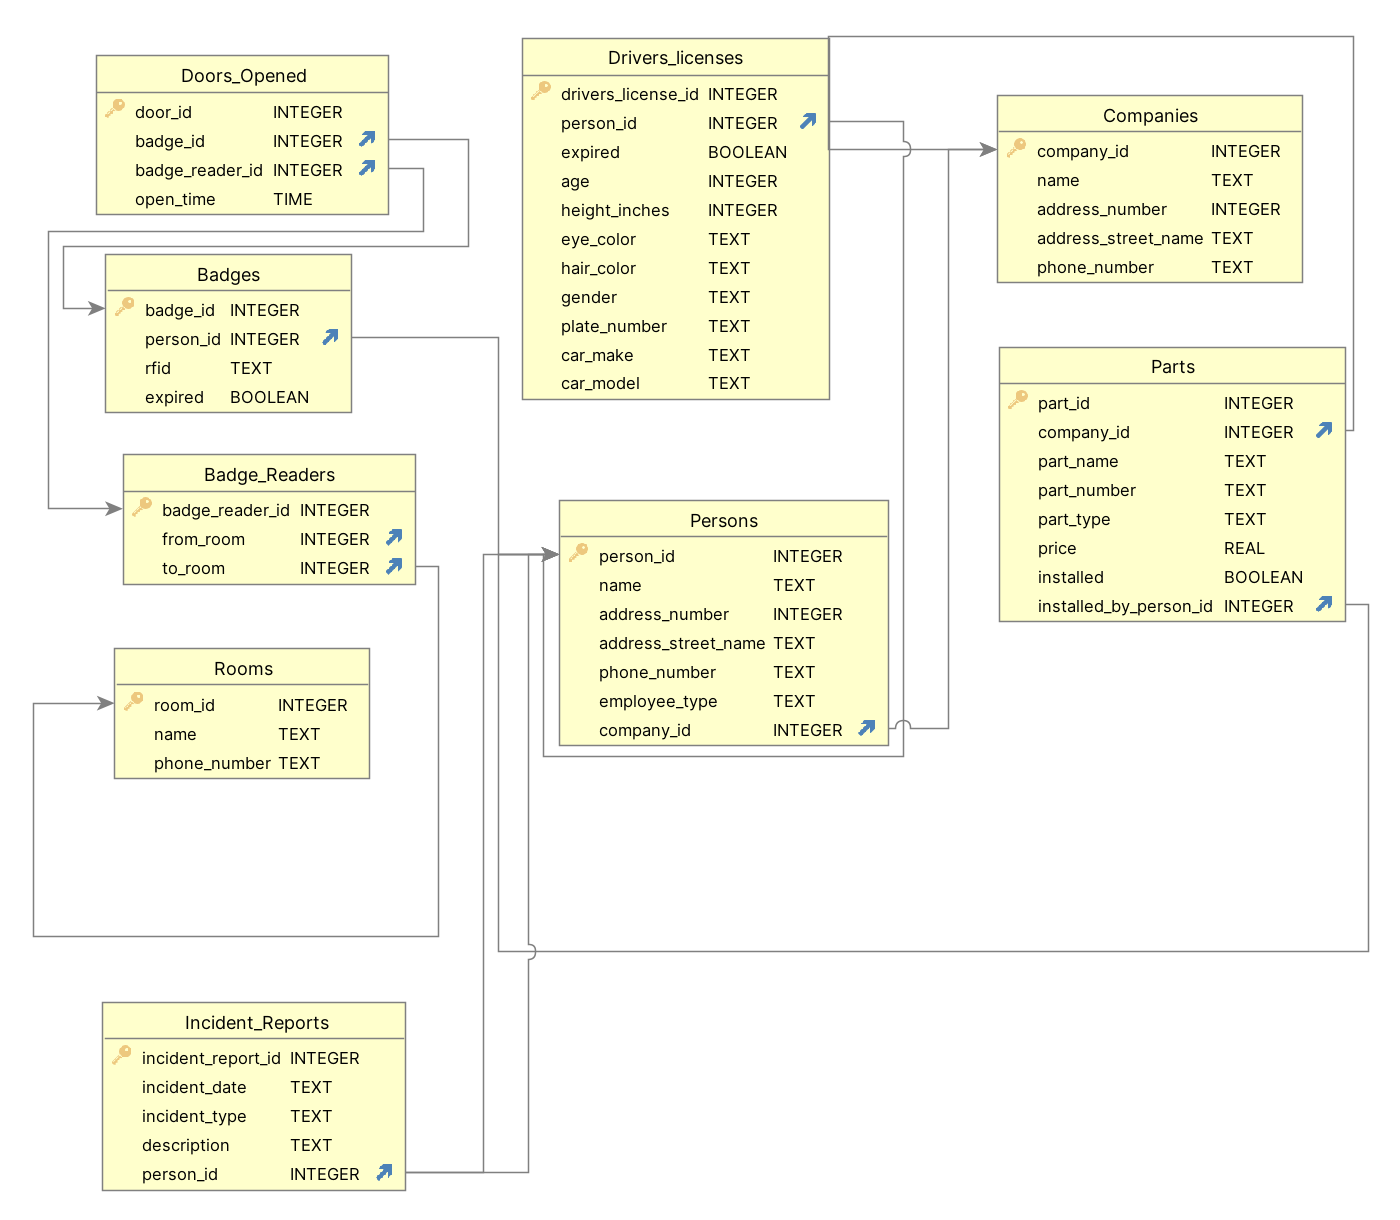 Doors_Opened
door_id INTEGER
badge_id INTEGER
badge_reader_id INTEGER
open_time TIME
Badges
badge_id INTEGER
person_id INTEGER
rfid TEXT
expired BOOLEAN
Badge_Readers
badge_reader_id INTEGER
from_room INTEGER
to_room INTEGER
Rooms
room_id INTEGER
name TEXT
phone_number TEXT
Incident_Reports
incident_report_id INTEGER
incident_date TEXT
incident_type TEXT
description TEXT
person_id INTEGER
Drivers_licenses
drivers_license_id INTEGER
person_id INTEGER
expired BOOLEAN
age INTEGER
height_inches INTEGER
eye_color TEXT
hair_color TEXT
gender TEXT
plate_number TEXT
car_make TEXT
car_model TEXT
Persons
person_id INTEGER
name TEXT
address_number INTEGER
address_street_name TEXT
phone_number TEXT
employee_type TEXT
company_id INTEGER
Companies
company_id INTEGER
name TEXT
address_number INTEGER
address_street_name TEXT
phone_number TEXT
Parts
part_id INTEGER
company_id INTEGER
part_name TEXT
part_number TEXT
part_type TEXT
price REAL
installed BOOLEAN
installed_by_person_id INTEGER